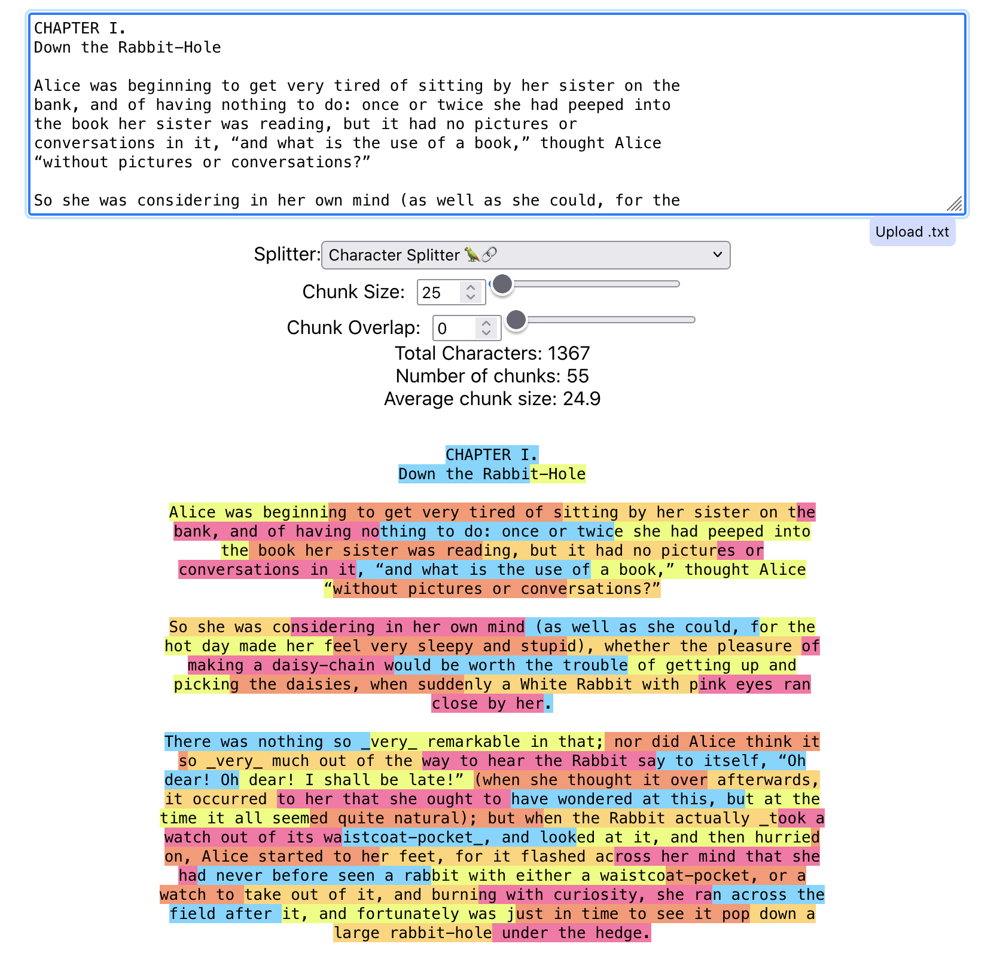 CHAPTER I.
Down the Rabbit-Hole

Alice was beginning to get very tired of sitting by her sister on the
bank, and of having nothing to do: once or twice she had peeped into
the book her sister was reading, but it had no pictures or
conversations in it, “and what is the use of a book,” thought Alice
“without pictures or conversations?”

So she was considering in her own mind (as well as she could, for the
Upload .txt
Splitter: Character Splitter 🦜🔗
Chunk Size: 25
Chunk Overlap: 0
Total Characters: 1367
Number of chunks: 55
Average chunk size: 24.9

CHAPTER I.
Down the Rabbit-Hole

Alice was beginning to get very tired of sitting by her sister on the
bank, and of having nothing to do: once or twice she had peeped into
the book her sister was reading, but it had no pictures or
conversations in it, “and what is the use of a book,” thought Alice
“without pictures or conversations?”

So she was considering in her own mind (as well as she could, for the
hot day made her feel very sleepy and stupid), whether the pleasure of
making a daisy-chain would be worth the trouble of getting up and
picking the daisies, when suddenly a White Rabbit with pink eyes ran
close by her.

There was nothing so _very_ remarkable in that; nor did Alice think it
so _very_ much out of the way to hear the Rabbit say to itself, “Oh
dear! Oh dear! I shall be late!” (when she thought it over afterwards,
it occurred to her that she ought to have wondered at this, but at the
time it all seemed quite natural); but when the Rabbit actually _took a
watch out of its waistcoat-pocket_, and looked at it, and then hurried
on, Alice started to her feet, for it flashed across her mind that she
had never before seen a rabbit with either a waistcoat-pocket, or a
watch to take out of it, and burning with curiosity, she ran across the
field after it, and fortunately was just in time to see it pop down a
large rabbit-hole under the hedge.